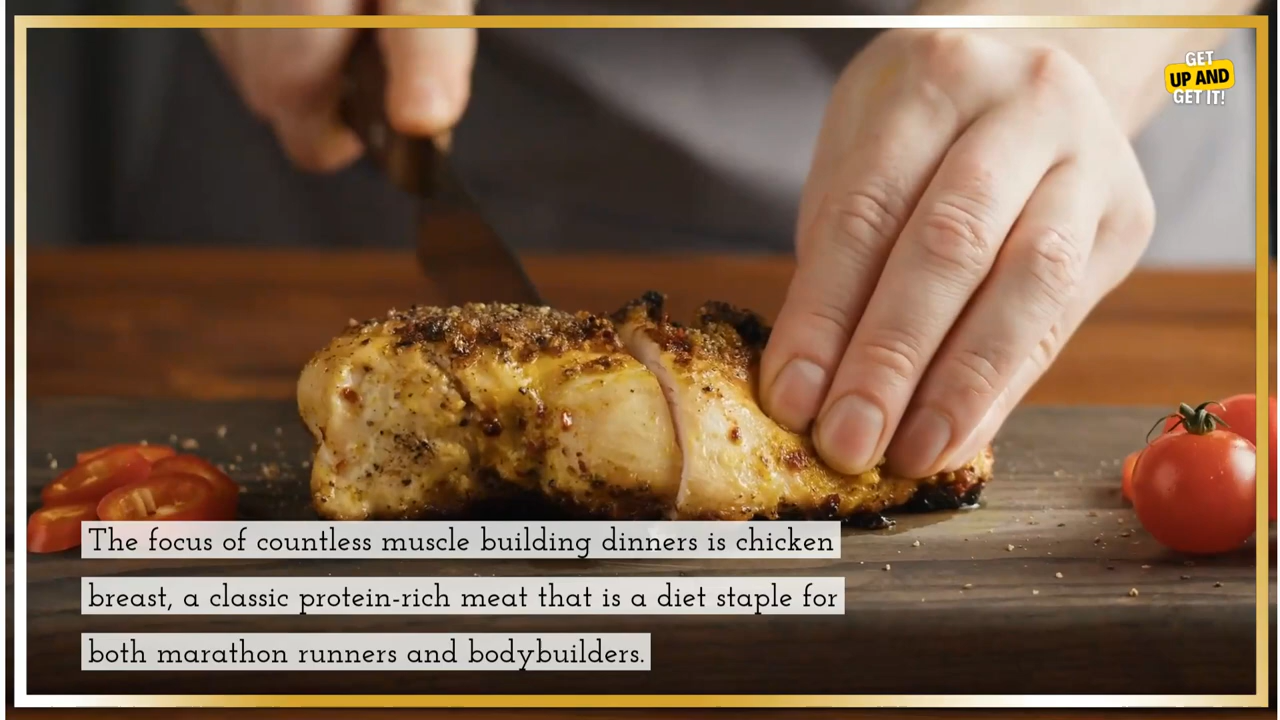 GET
UP AND
GET IT!
The focus of countless muscle building dinners is chicken
breast, a classic protein-rich meat that is a diet staple for
both marathon runners and bodybuilders.